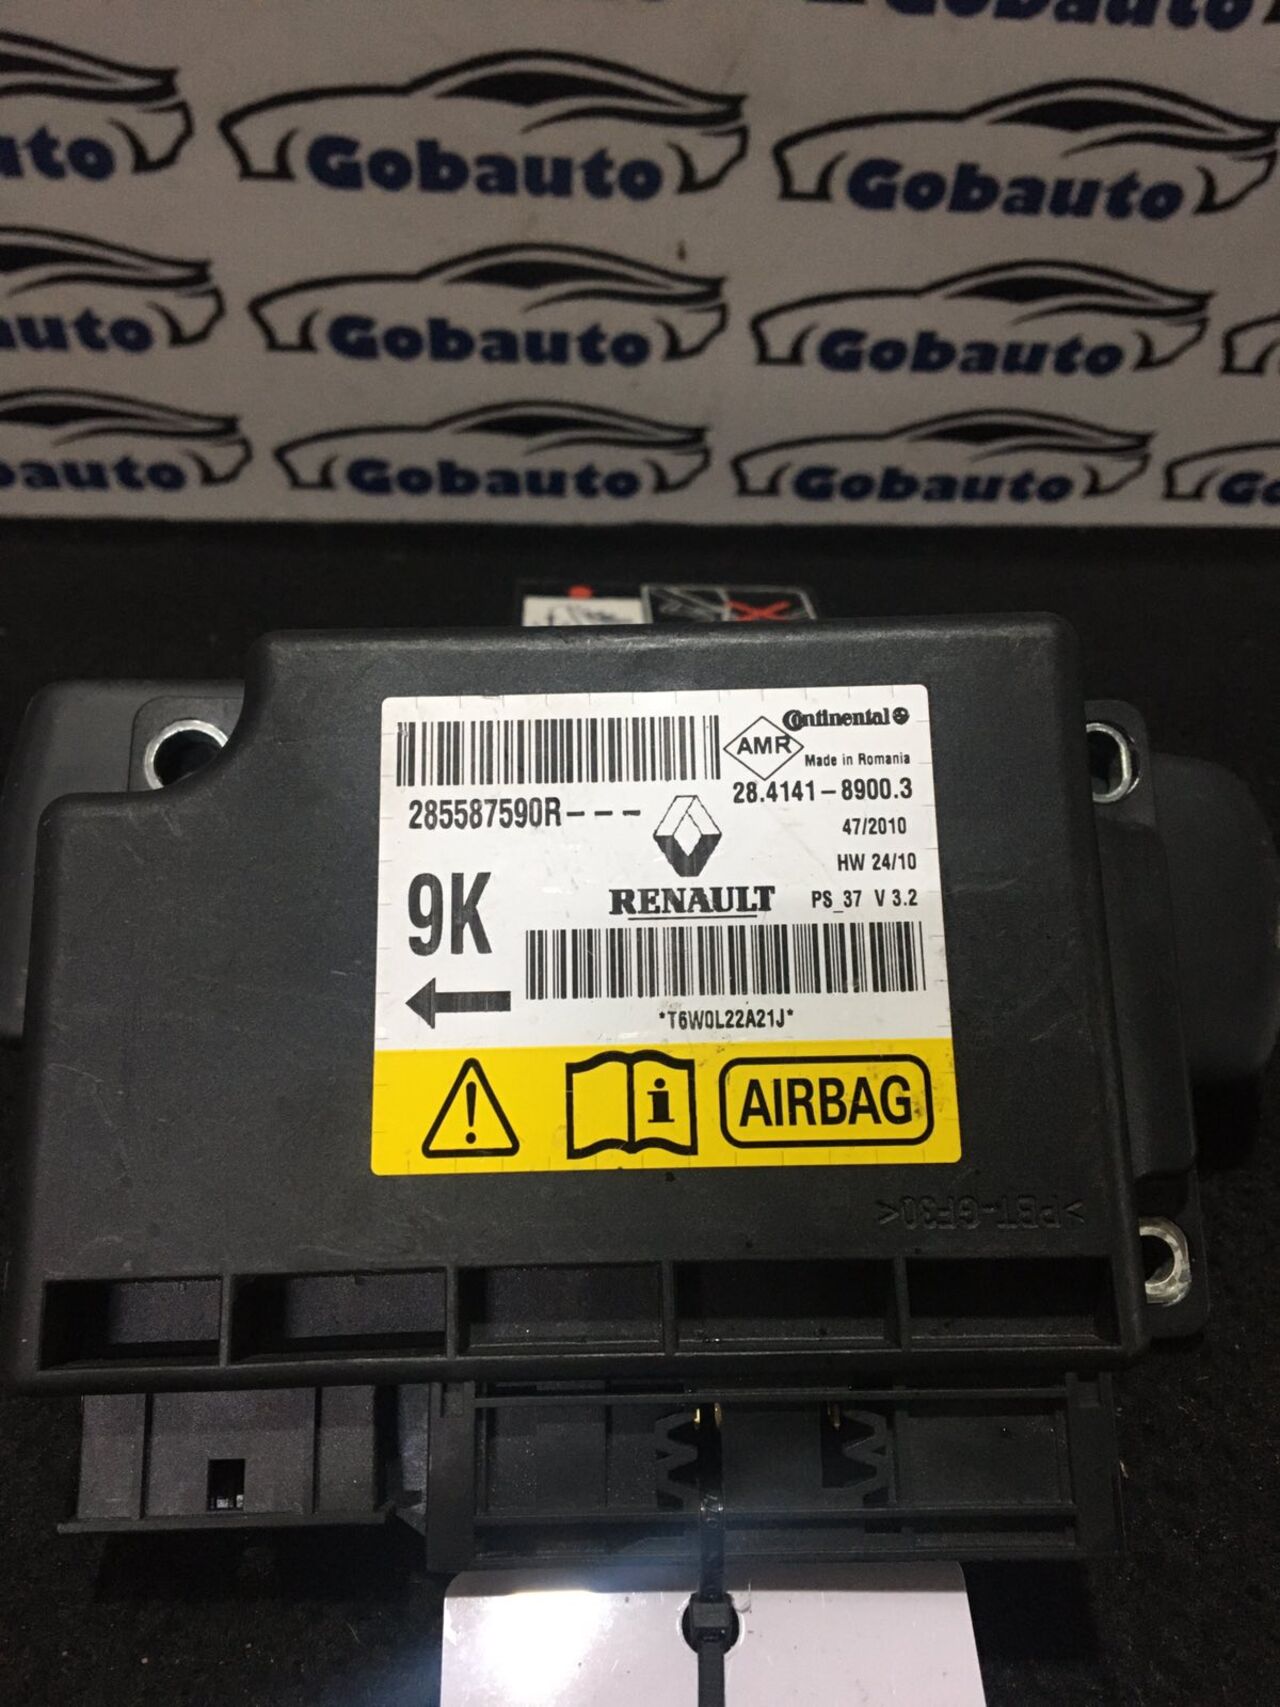 Gobauto
Gobauto Gobauto
Gobauto Gobauto
Gobauto Gobauto
Continental
AMR
Made in Romania
285587590R--- 28.4141-8900.3
47/2010
HW 24/10
9K RENAULT PS_37 V 3.2
*T6W0L22A21J*
i AIRBAG
>PBT-GF30<